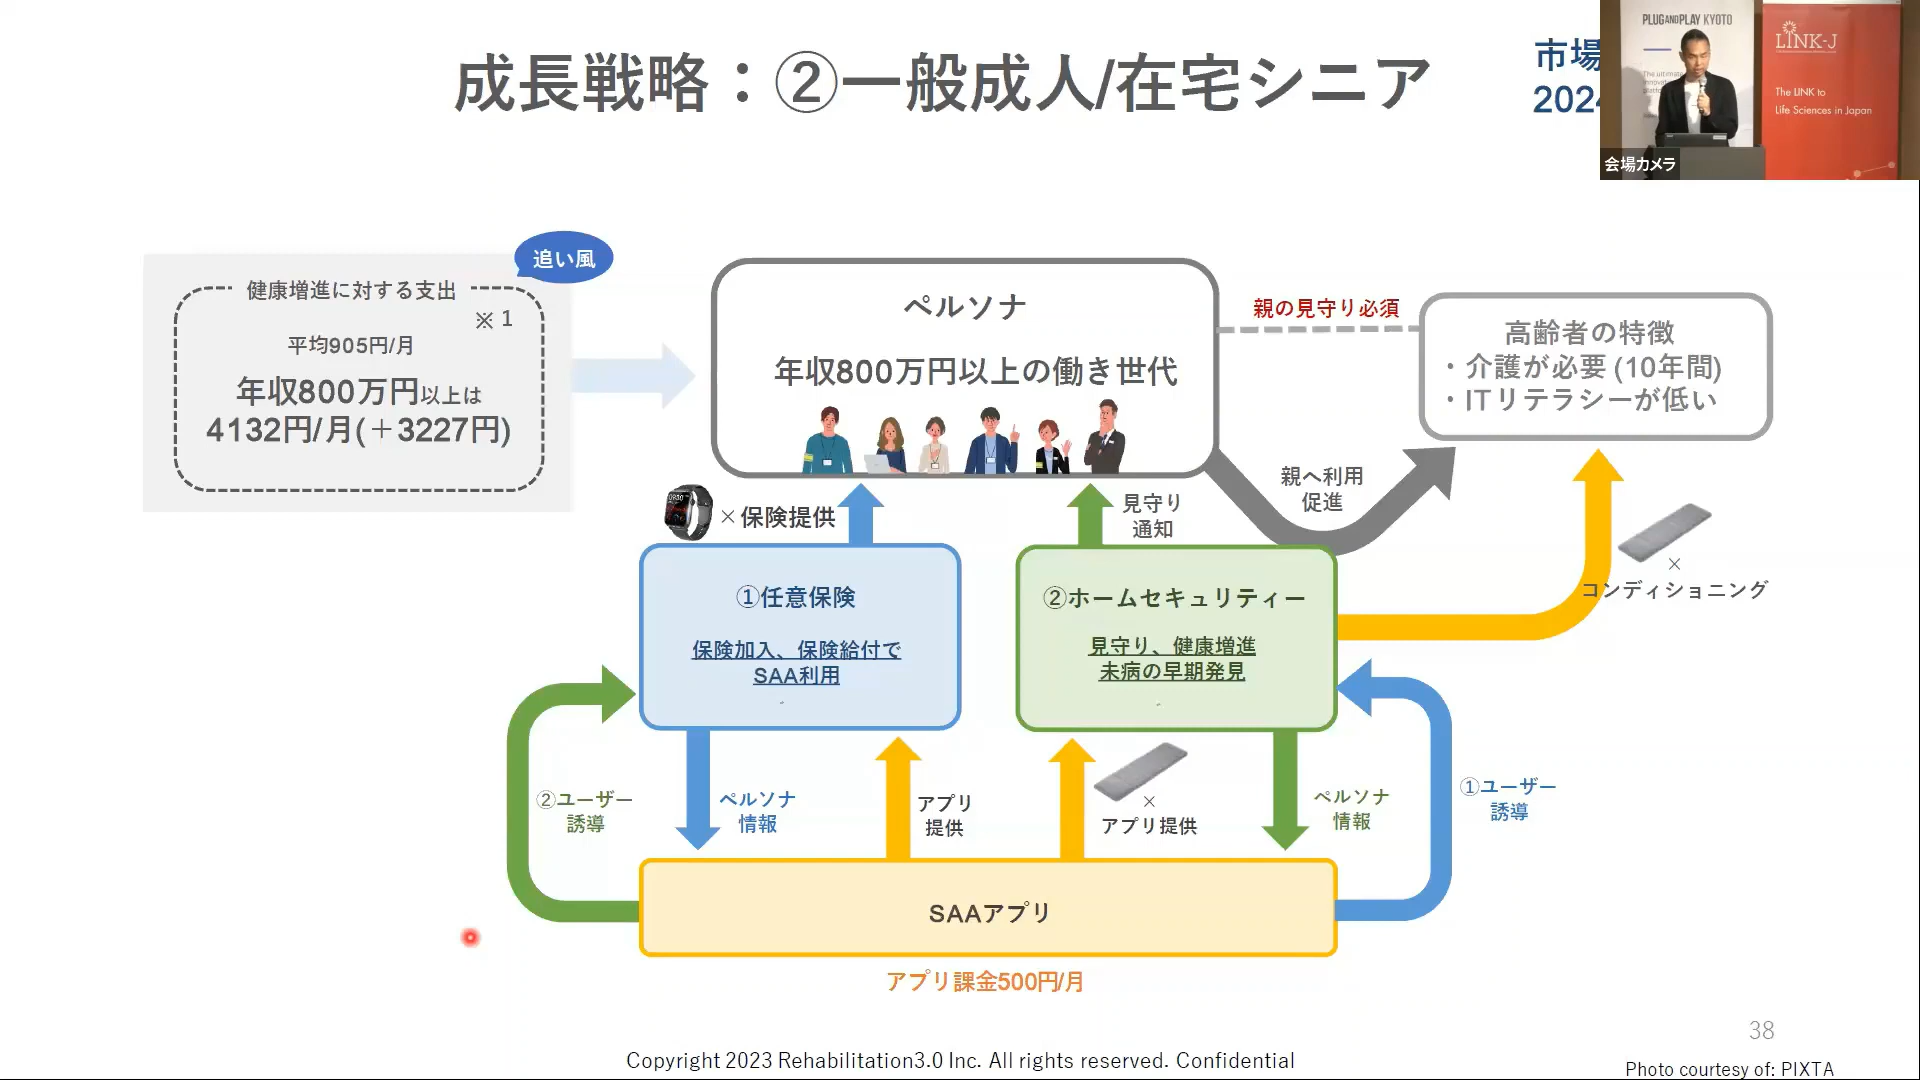 成長戦略：②一般成人/在宅シニア
市場
2024
PLUGANDPLAY KYOTO
The ultimate
LINK-J
The LINK to
Life Sciences in Japan
会場カメラ
追い風
健康増進に対する支出
※1
平均905円/月
年収800万円以上は
4132円/月(＋3227円)
ペルソナ
年収800万円以上の働き世代
親の見守り必須
高齢者の特徴
・介護が必要 (10年間)
・ITリテラシーが低い
×保険提供
見守り
通知
親へ利用
促進
×
コンディショニング
①任意保険
保険加入、保険給付で
SAA利用
②ホームセキュリティー
見守り、健康増進
未病の早期発見
②ユーザー
誘導
ペルソナ
情報
アプリ
提供
×
アプリ提供
ペルソナ
情報
①ユーザー
誘導
SAAアプリ
アプリ課金500円/月
38
Copyright 2023 Rehabilitation3.0 Inc. All rights reserved. Confidential
Photo courtesy of: PIXTA